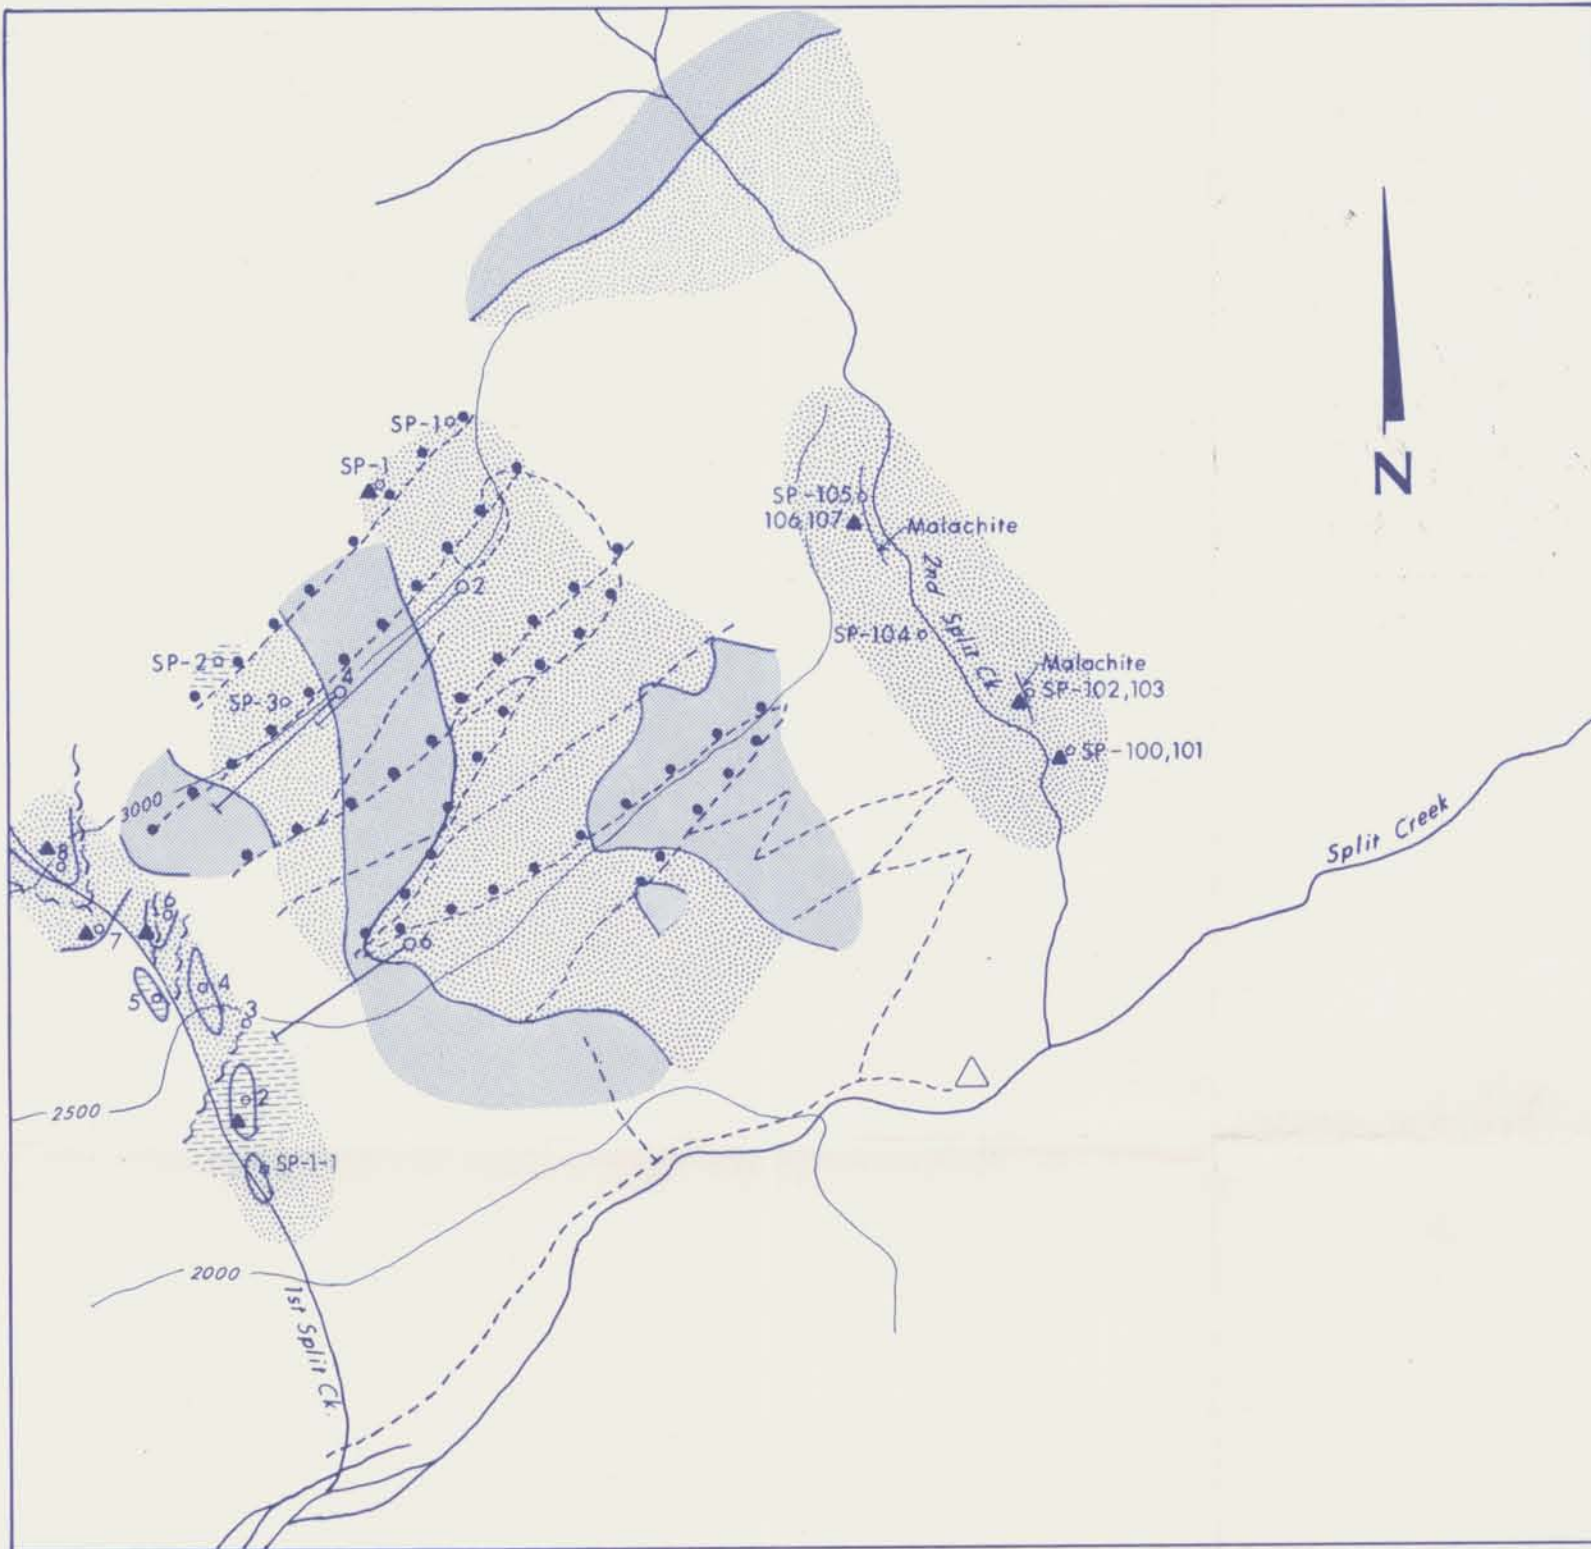 SP-1
SP-1
SP-105
106,107
Malachite
N
2nd Split Ck
2
SP-104
SP-2
4
Malachite
SP-3
SP-102,103
SP-100,101
3000
Split Creek
8
6
7
6
4
5
3
2500
2
SP-1-1
2000
1st Split Ck.